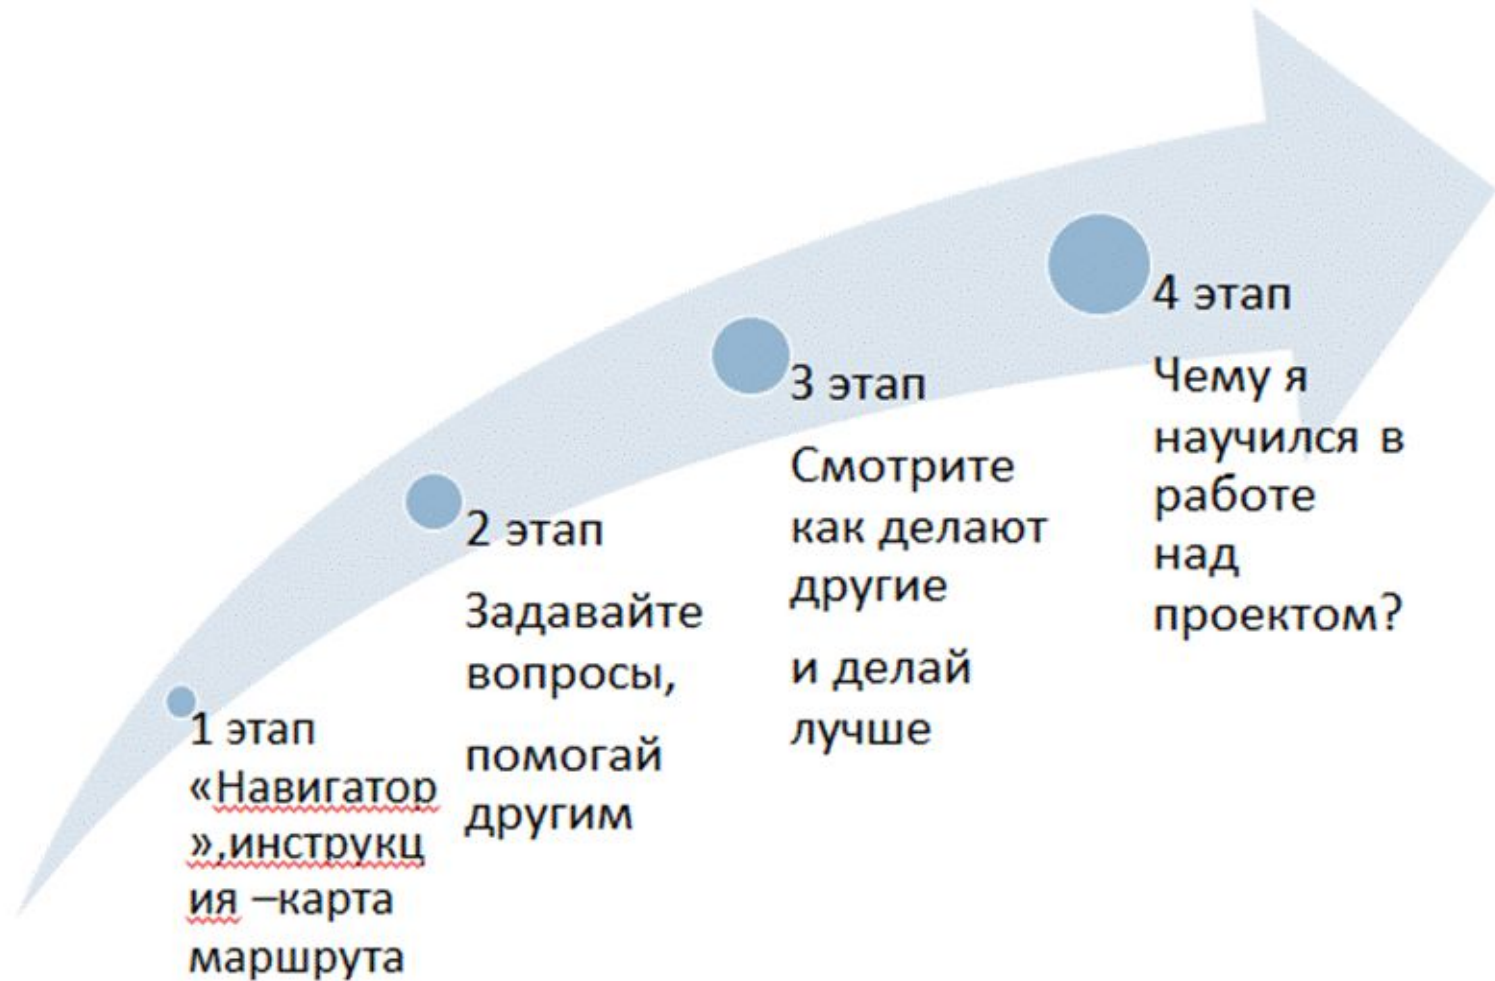 1 этап
«Навигатор
»,инструкц
ия –карта
маршрута
2 этап
Задавайте
вопросы,
помогай
другим
3 этап
Смотрите
как делают
другие
и делай
лучше
4 этап
Чему я
научился в
работе
над
проектом?